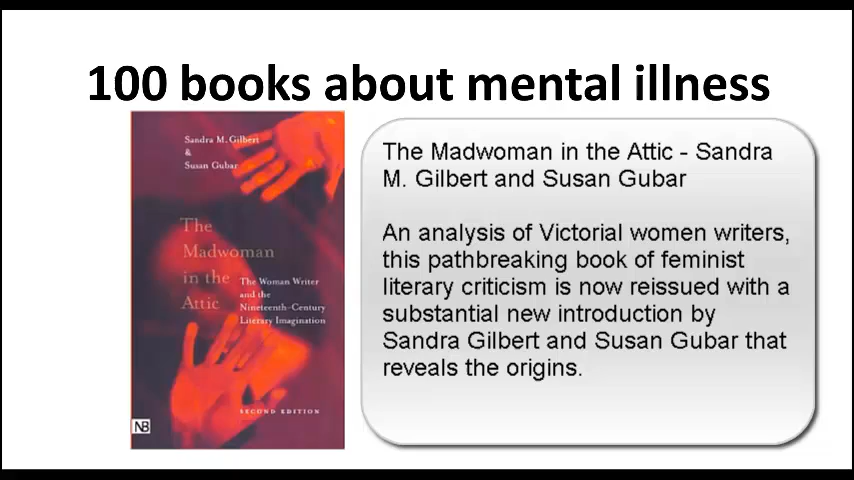 100 books about mental illness
Sandra M. Gilbert
&
Susan Gubar
The
Madwoman
in the
Attic
The Woman Writer
and the
Nineteenth-Century
Literary Imagination
SECOND EDITION
NB
The Madwoman in the Attic - Sandra
M. Gilbert and Susan Gubar
An analysis of Victorial women writers,
this pathbreaking book of feminist
literary criticism is now reissued with a
substantial new introduction by
Sandra Gilbert and Susan Gubar that
reveals the origins.